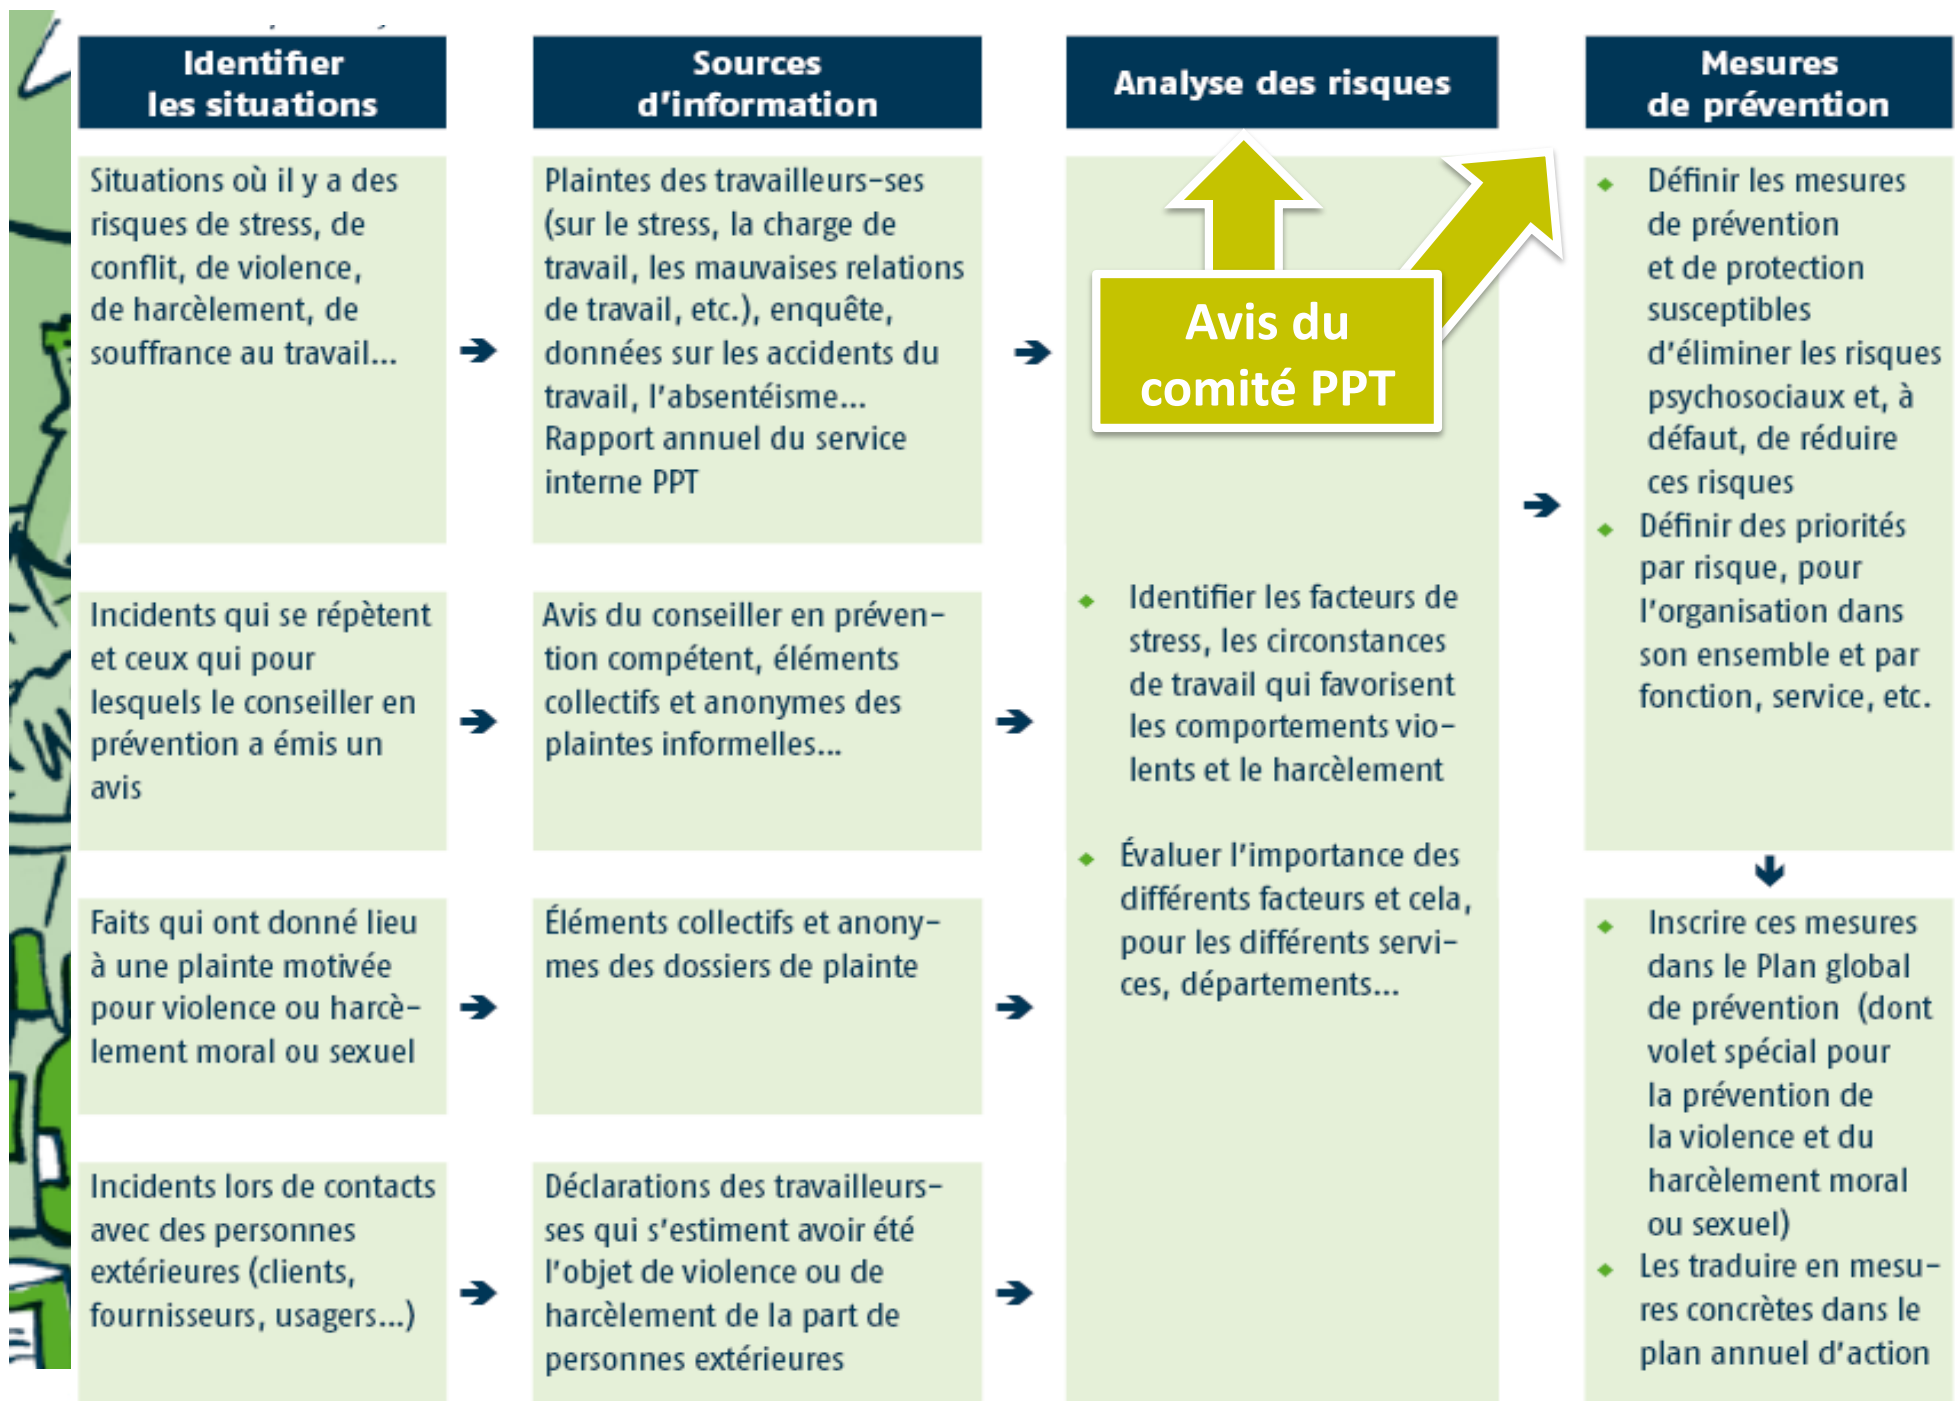 Identifier
les situations
Situations où il y a des
risques de stress, de
conflit, de violence,
de harcèlement, de
souffrance au travail...
Incidents qui se répètent
et ceux qui pour
lesquels le conseiller en
prévention a émis un
avis
Faits qui ont donné lieu
à une plainte motivée
pour violence ou harcè-
lement moral ou sexuel
Incidents lors de contacts
avec des personnes
extérieures (clients,
fournisseurs, usagers...)
Sources
d'information
Plaintes des travailleurs-ses
(sur le stress, la charge de
travail, les mauvaises relations
de travail, etc.), enquête,
données sur les accidents du
travail, l'absentéisme...
Rapport annuel du service
interne PPT
Avis du conseiller en préven-
tion compétent, éléments
collectifs et anonymes des
plaintes informelles...
Éléments collectifs et anony-
mes des dossiers de plainte
Déclarations des travailleurs-
ses qui s'estiment avoir été
l'objet de violence ou de
harcèlement de la part de
personnes extérieures
Analyse des risques
Avis du
comité PPT
Identifier les facteurs de
stress, les circonstances
de travail qui favorisent
les comportements vio-
lents et le harcèlement
Évaluer l'importance des
différents facteurs et cela,
pour les différents servi-
ces, départements...
Mesures
de prévention
Définir les mesures
de prévention
et de protection
susceptibles
d'éliminer les risques
psychosociaux et, à
défaut, de réduire
ces risques
Définir des priorités
par risque, pour
l'organisation dans
son ensemble et par
fonction, service, etc.
Inscrire ces mesures
dans le Plan global
de prévention (dont
volet spécial pour
la prévention de
la violence et du
harcèlement moral
ou sexuel)
Les traduire en mesu-
res concrètes dans le
plan annuel d'action